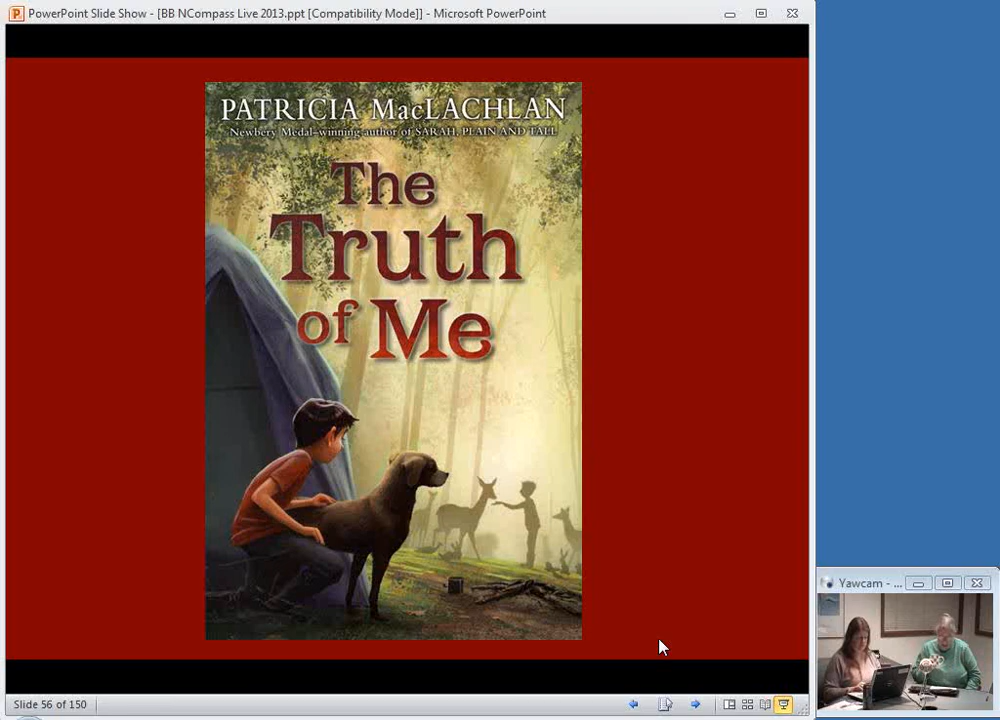 PowerPoint Slide Show - [BB NCompass Live 2013.ppt [Compatibility Mode]] - Microsoft PowerPoint
PATRICIA MacLACHLAN
Newbery Medal–winning author of SARAH, PLAIN AND TALL
The
Truth
of Me
Yawcam - ...
Slide 56 of 150